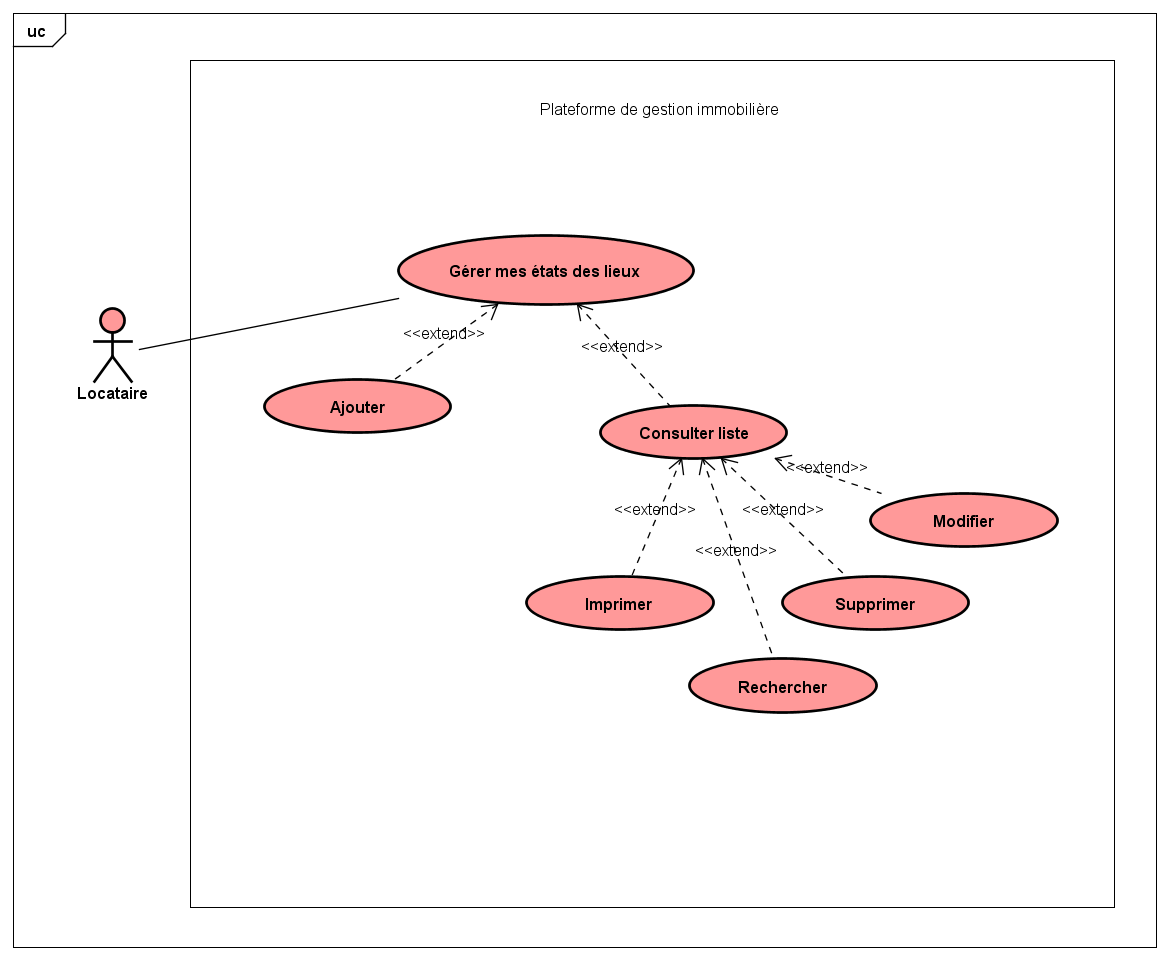 uc
Plateforme de gestion immobilière
Gérer mes états des lieux
<<extend>>
<<extend>>
Locataire
Ajouter
Consulter liste
<<extend>>
Modifier
<<extend>>
<<extend>>
<<extend>>
Imprimer
Supprimer
Rechercher